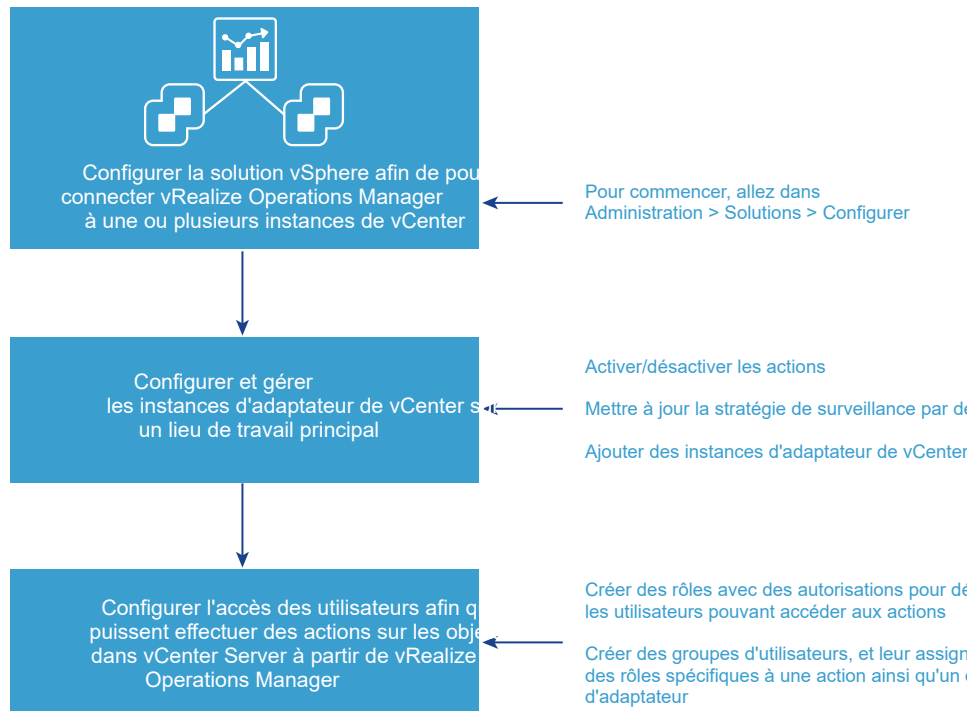 Configurer la solution vSphere afin de pou
connecter vRealize Operations Manager
à une ou plusieurs instances de vCenter
Pour commencer, allez dans
Administration > Solutions > Configurer
Configurer et gérer
les instances d'adaptateur de vCenter s
un lieu de travail principal
Activer/désactiver les actions
Mettre à jour la stratégie de surveillance par dé
Ajouter des instances d'adaptateur de vCenter
Configurer l'accès des utilisateurs afin qu
puissent effectuer des actions sur les obje
dans vCenter Server à partir de vRealize
Operations Manager
Créer des rôles avec des autorisations pour dé
les utilisateurs pouvant accéder aux actions
Créer des groupes d'utilisateurs, et leur assign
des rôles spécifiques à une action ainsi qu'un
d'adaptateur